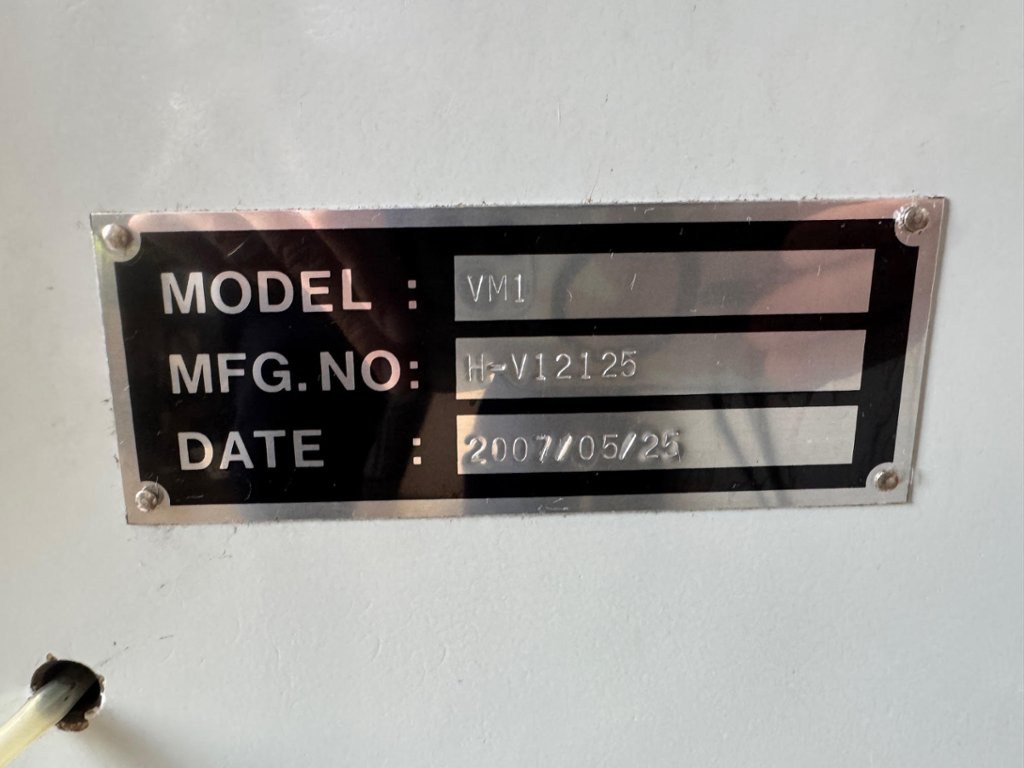 MODEL : VM1
MFG. NO: H-V12125
DATE : 2007/05/25